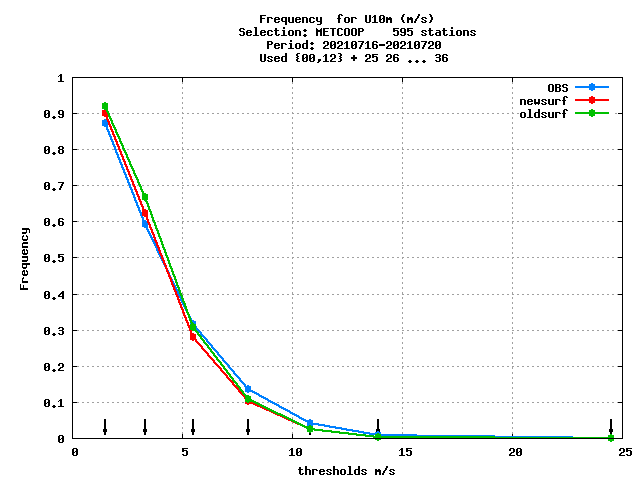 Frequency  for U10m (m/s)
Selection: METCOOP    595 stations
Period: 20210716-20210720
Used {00,12} + 25 26 ... 36
OBS
newsurf
oldsurf
1
0.9
0.8
0.7
0.6
0.5
0.4
0.3
0.2
0.1
0
Frequency
0 5 10 15 20 25
thresholds m/s